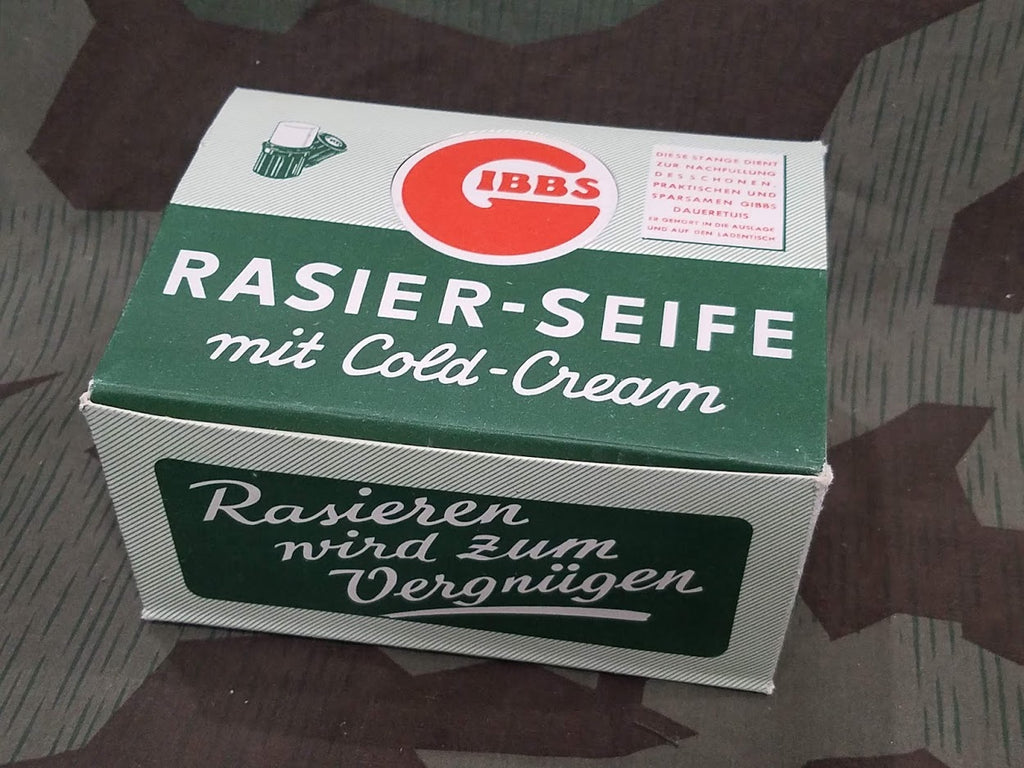 GIBBS
DIESE STANGE DIENT
ZUR NACHFÜLLUNG
DES SCHÖNEN,
PRAKTISCHEN UND
SPARSAMEN GIBBS
DAUERETUIS
ER GEHÖRT IN DIE AUSLAGE
UND AUF DEN LADENTISCH
RASIER-SEIFE
mit Cold-Cream
Rasieren
wird zum
Vergnügen